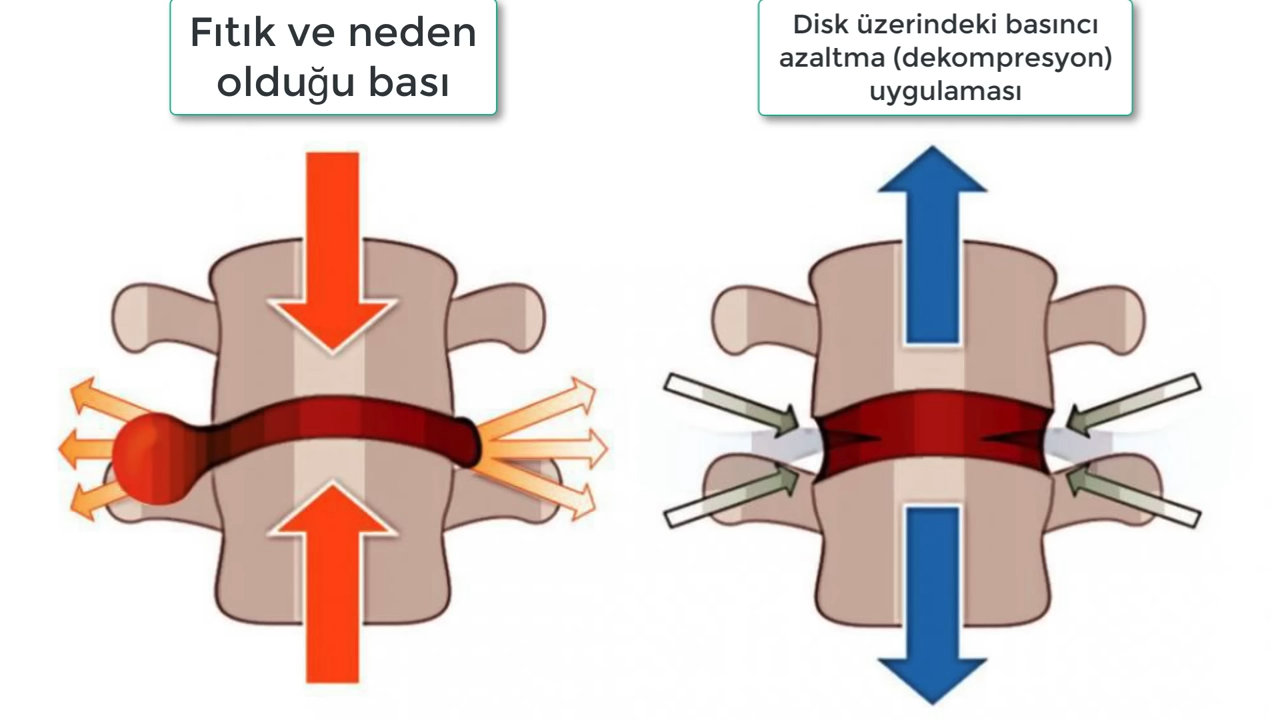 Fıtık ve neden
olduğu bası
Disk üzerindeki basıncı
azaltma (dekompresyon)
uygulaması